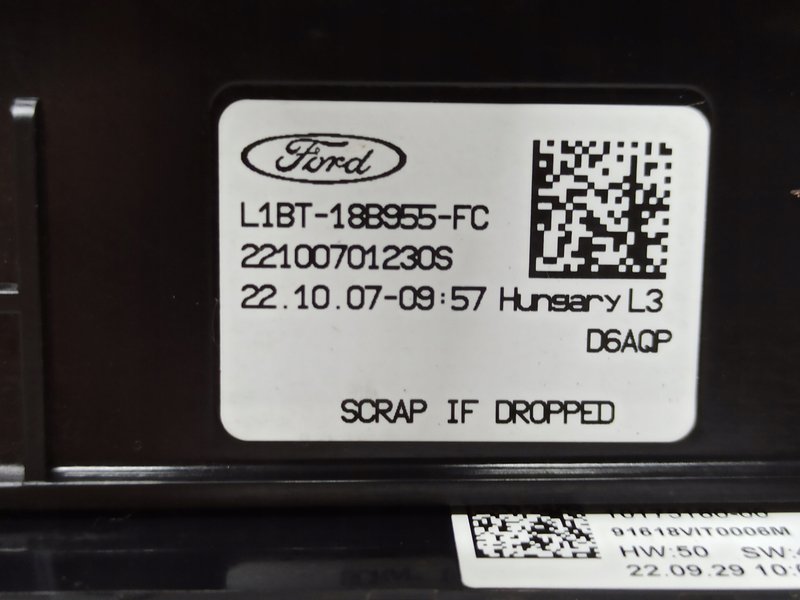 Ford
L1BT-18B955-FC
22100701230S
22.10.07-09:57 Hungary L3
D6AQP
SCRAP IF DROPPED
91618VIT0006M
HW:50 SW:
22.09.29